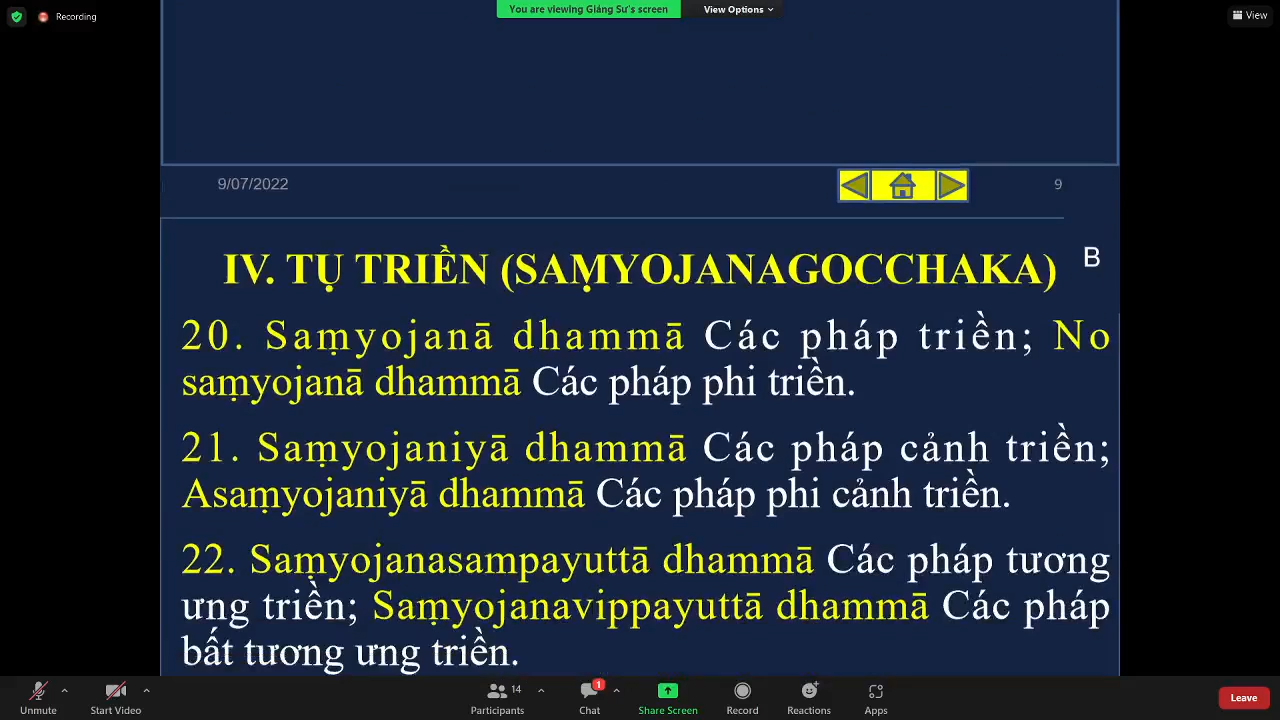 Recording
You are viewing Giảng Sư's screen
View Options
View
9/07/2022
9
IV. TỤ TRIỀN (SAṂYOJANAGOCCHAKA)
B
20. Saṃyojanā dhammā Các pháp triền; No
saṃyojanā dhammā Các pháp phi triền.
21. Saṃyojaniyā dhammā Các pháp cảnh triền;
Asaṃyojaniyā dhammā Các pháp phi cảnh triền.
22. Saṃyojanasampayuttā dhammā Các pháp tương
ưng triền; Saṃyojanavippayuttā dhammā Các pháp
bất tương ưng triền.
14
1
Unmute
Start Video
Participants
Chat
Share Screen
Record
Reactions
Apps
Leave